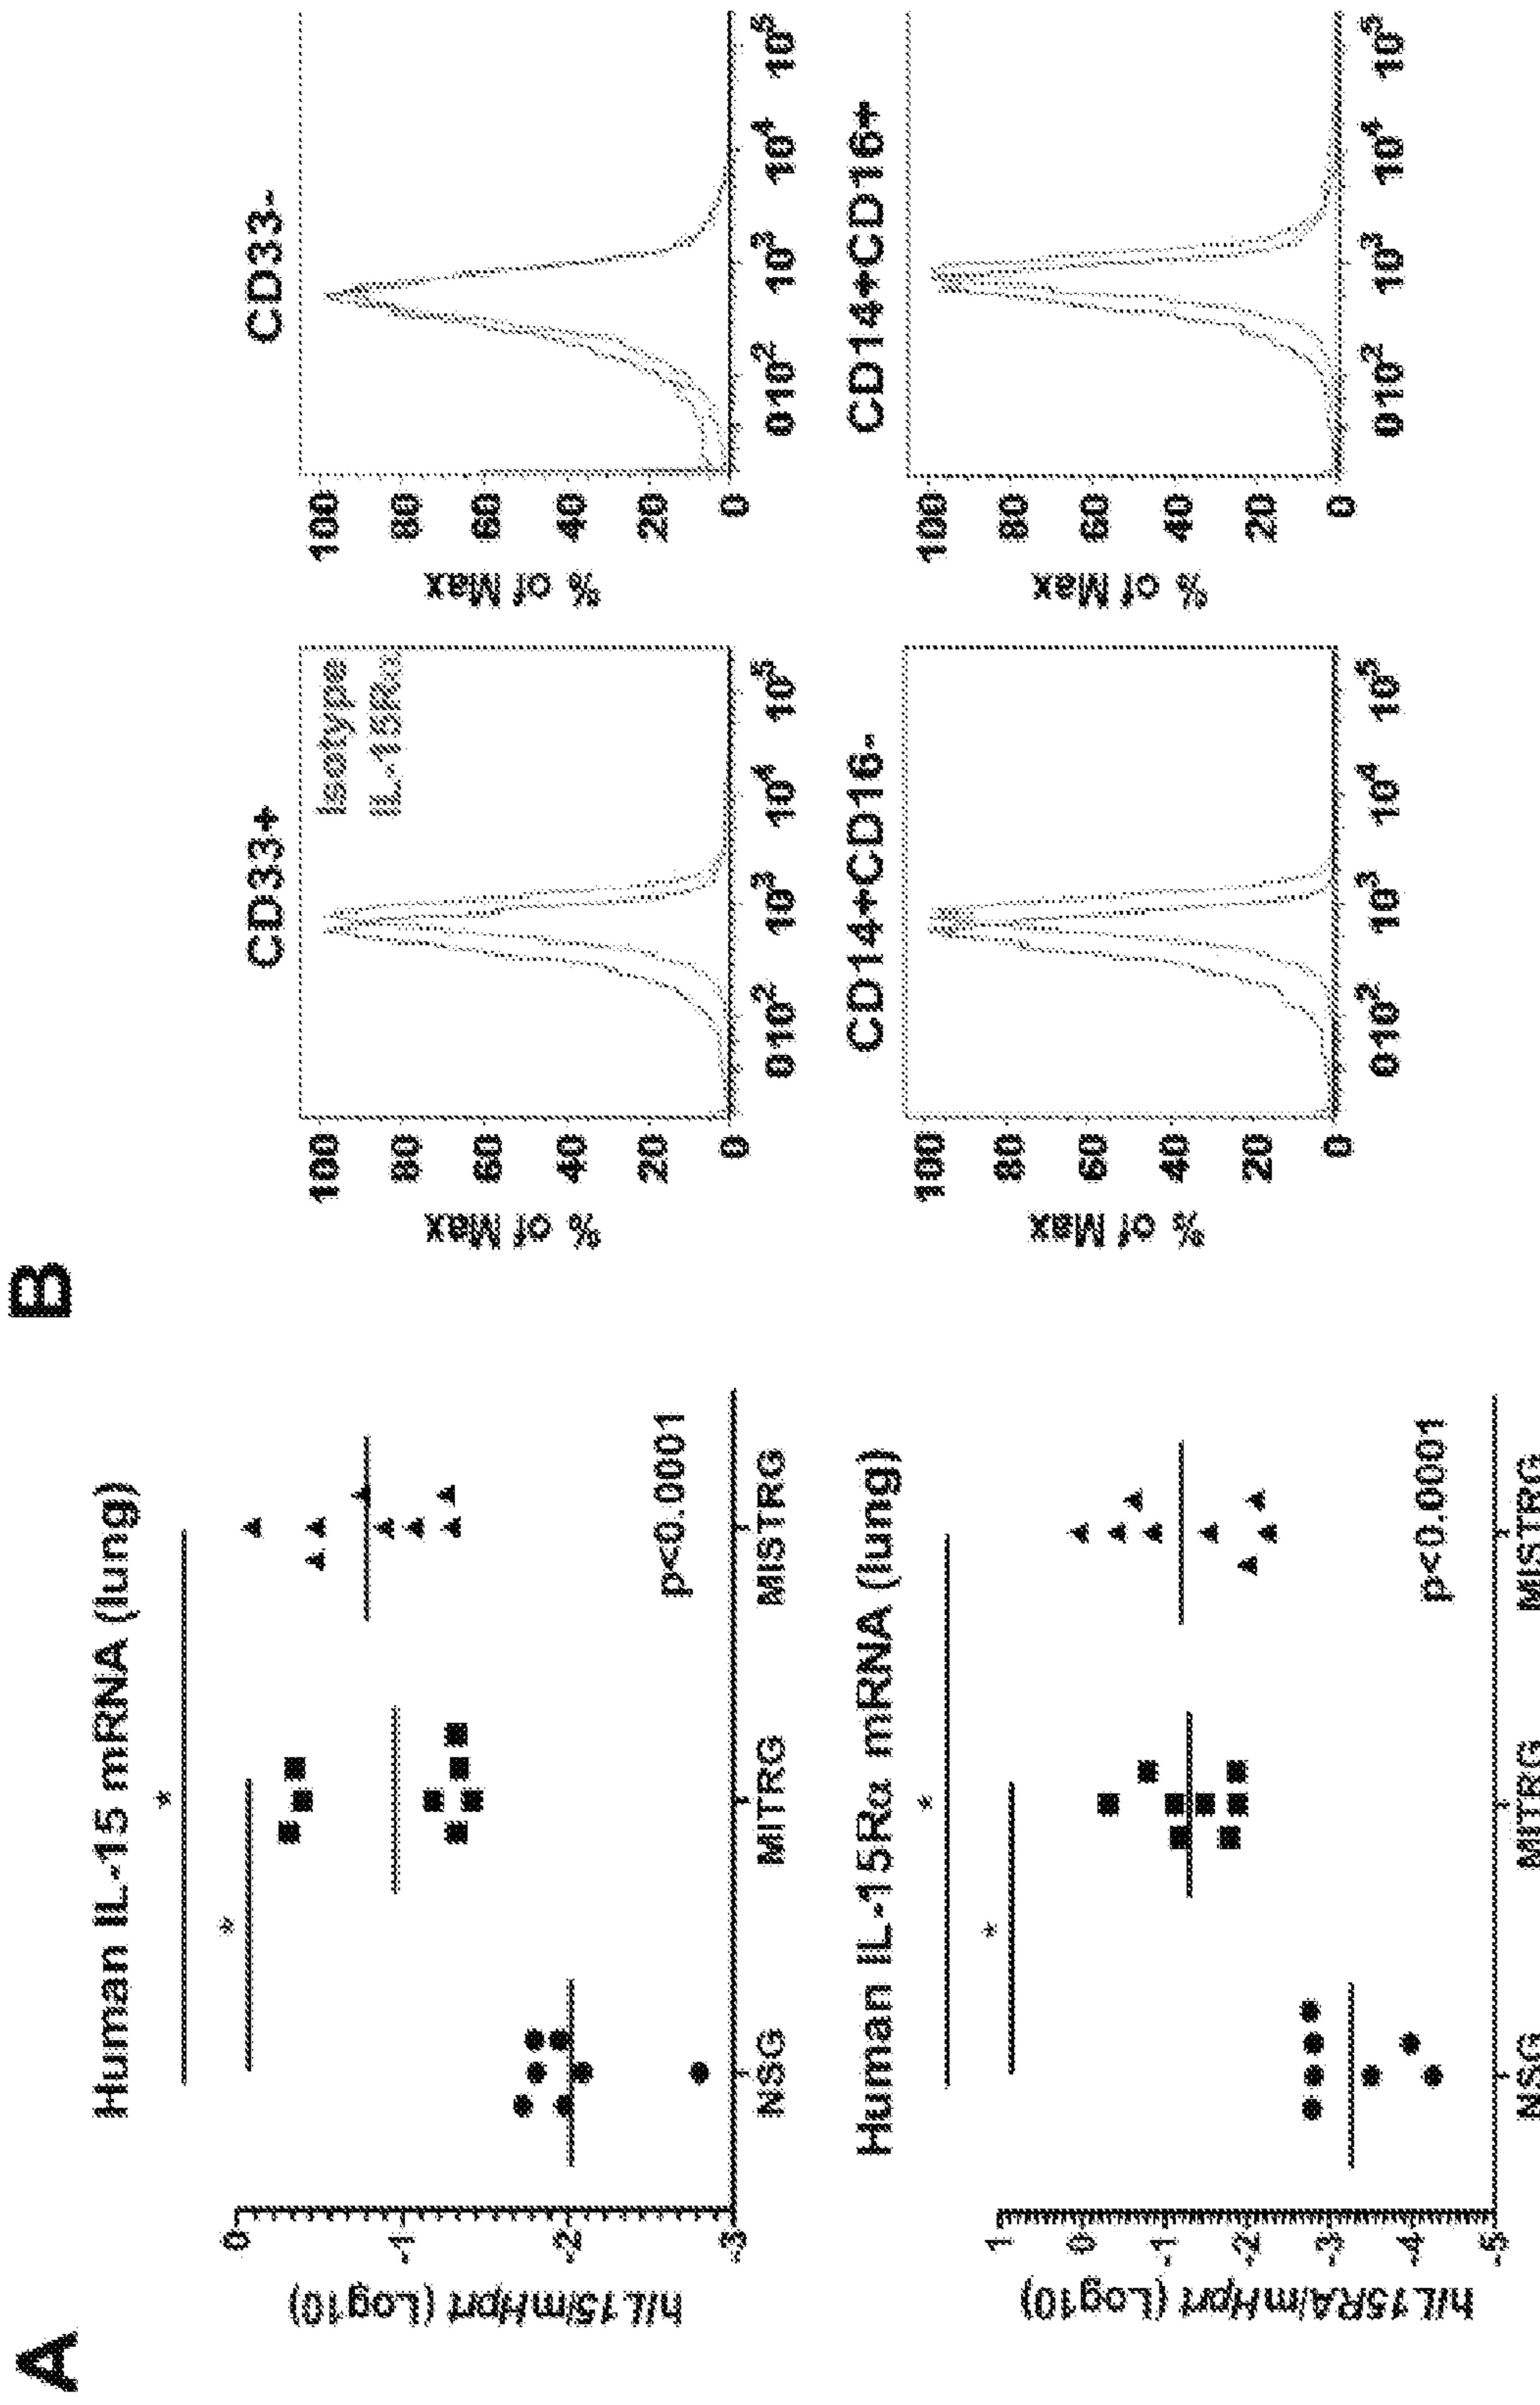 A
Human IL-15 mRNA (lung)
*
*
hIL15/mHprt (Log10)
0
-1
-2
-3
p<0.0001
NSG MITRG MISTRG
Human IL-15Rα mRNA (lung)
*
*
hIL15RA/mHprt (Log10)
1
0
-1
-2
-3
-4
-5
p<0.0001
NSG MITRG MISTRG
B
CD33+
Isotype
IL-15Rα
% of Max
100
80
60
40
20
0
0 10² 10³ 10⁴ 10⁵
CD33-
% of Max
100
80
60
40
20
0
0 10² 10³ 10⁴ 10⁵
CD14+CD16-
% of Max
100
80
60
40
20
0
0 10² 10³ 10⁴ 10⁵
CD14+CD16+
% of Max
100
80
60
40
20
0
0 10² 10³ 10⁴ 10⁵